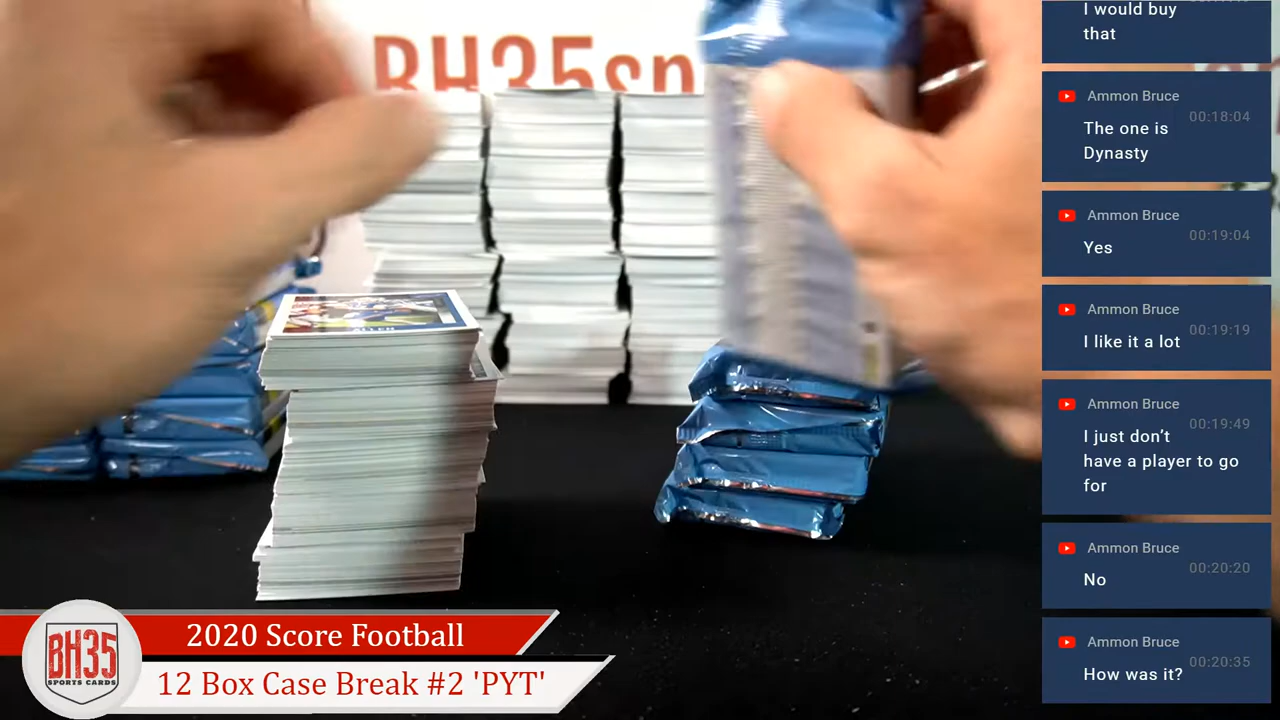 BH35sp
ALLEN
I would buy
that
Ammon Bruce
00:18:04
The one is
Dynasty
Ammon Bruce
00:19:04
Yes
Ammon Bruce
00:19:19
I like it a lot
Ammon Bruce
00:19:49
I just don't
have a player to go
for
Ammon Bruce
00:20:20
No
Ammon Bruce
00:20:35
How was it?
BH35
SPORTS CARDS
2020 Score Football
12 Box Case Break #2 'PYT'